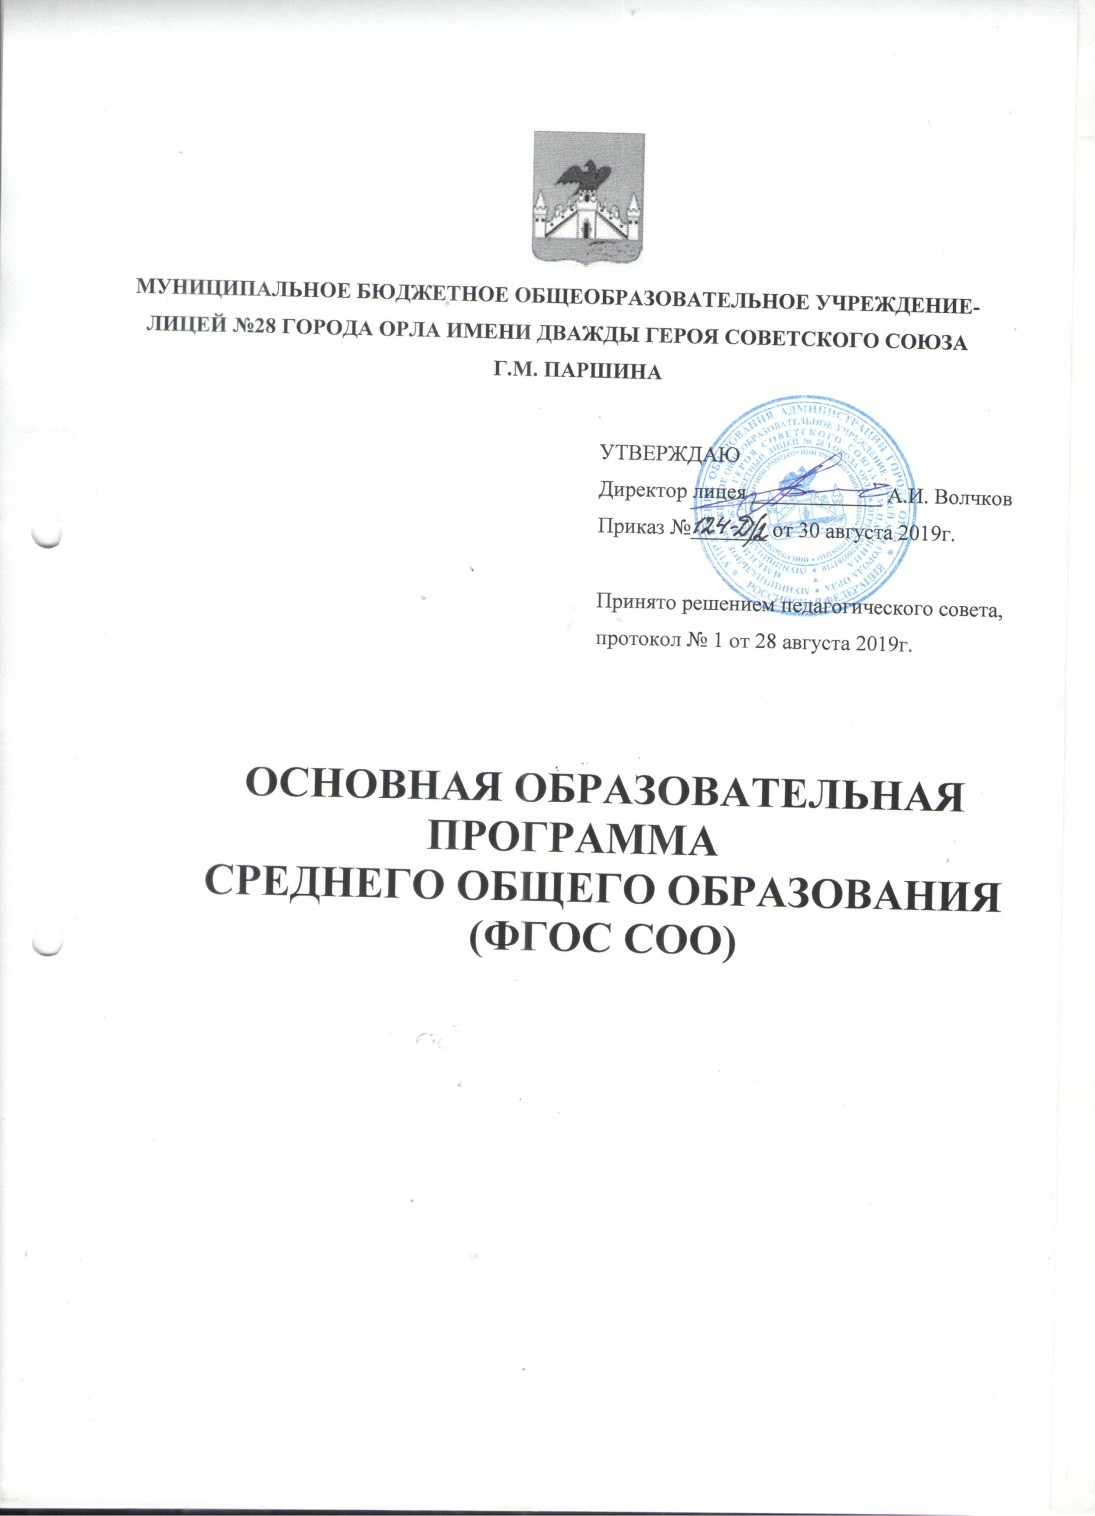 МУНИЦИПАЛЬНОЕ БЮДЖЕТНОЕ ОБЩЕОБРАЗОВАТЕЛЬНОЕ УЧРЕЖДЕНИЕ-
ЛИЦЕЙ №28 ГОРОДА ОРЛА ИМЕНИ ДВАЖДЫ ГЕРОЯ СОВЕТСКОГО СОЮЗА
Г.М. ПАРШИНА
УТВЕРЖДАЮ
Директор лицея А.И. Волчков
Приказ №124-Д/2 от 30 августа 2019г.
Принято решением педагогического совета,
протокол № 1 от 28 августа 2019г.
ОСНОВНАЯ ОБРАЗОВАТЕЛЬНАЯ
ПРОГРАММА
СРЕДНЕГО ОБЩЕГО ОБРАЗОВАНИЯ
(ФГОС СОО)
РОССИЙСКАЯ ФЕДЕРАЦИЯ